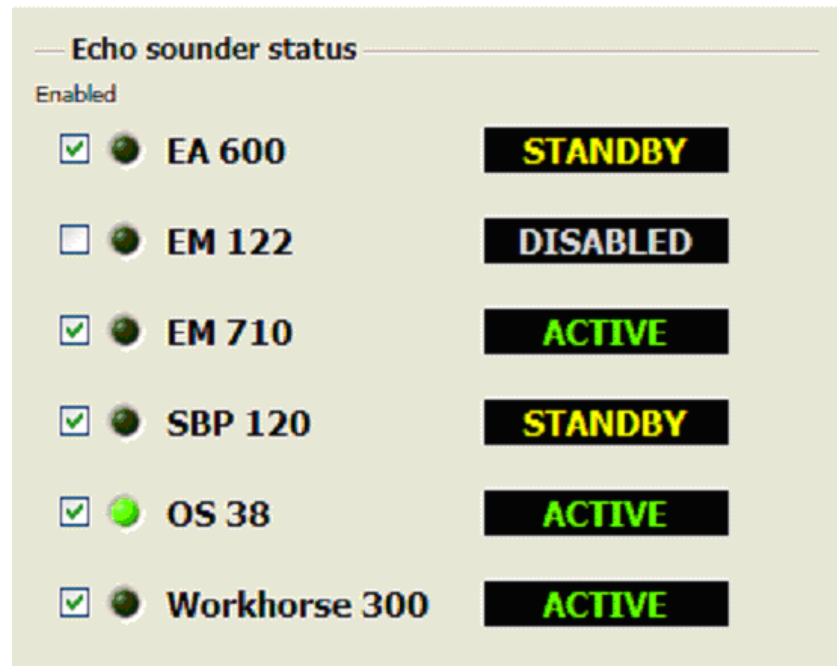 Echo sounder status
Enabled
EA 600 STANDBY
EM 122 DISABLED
EM 710 ACTIVE
SBP 120 STANDBY
OS 38 ACTIVE
Workhorse 300 ACTIVE